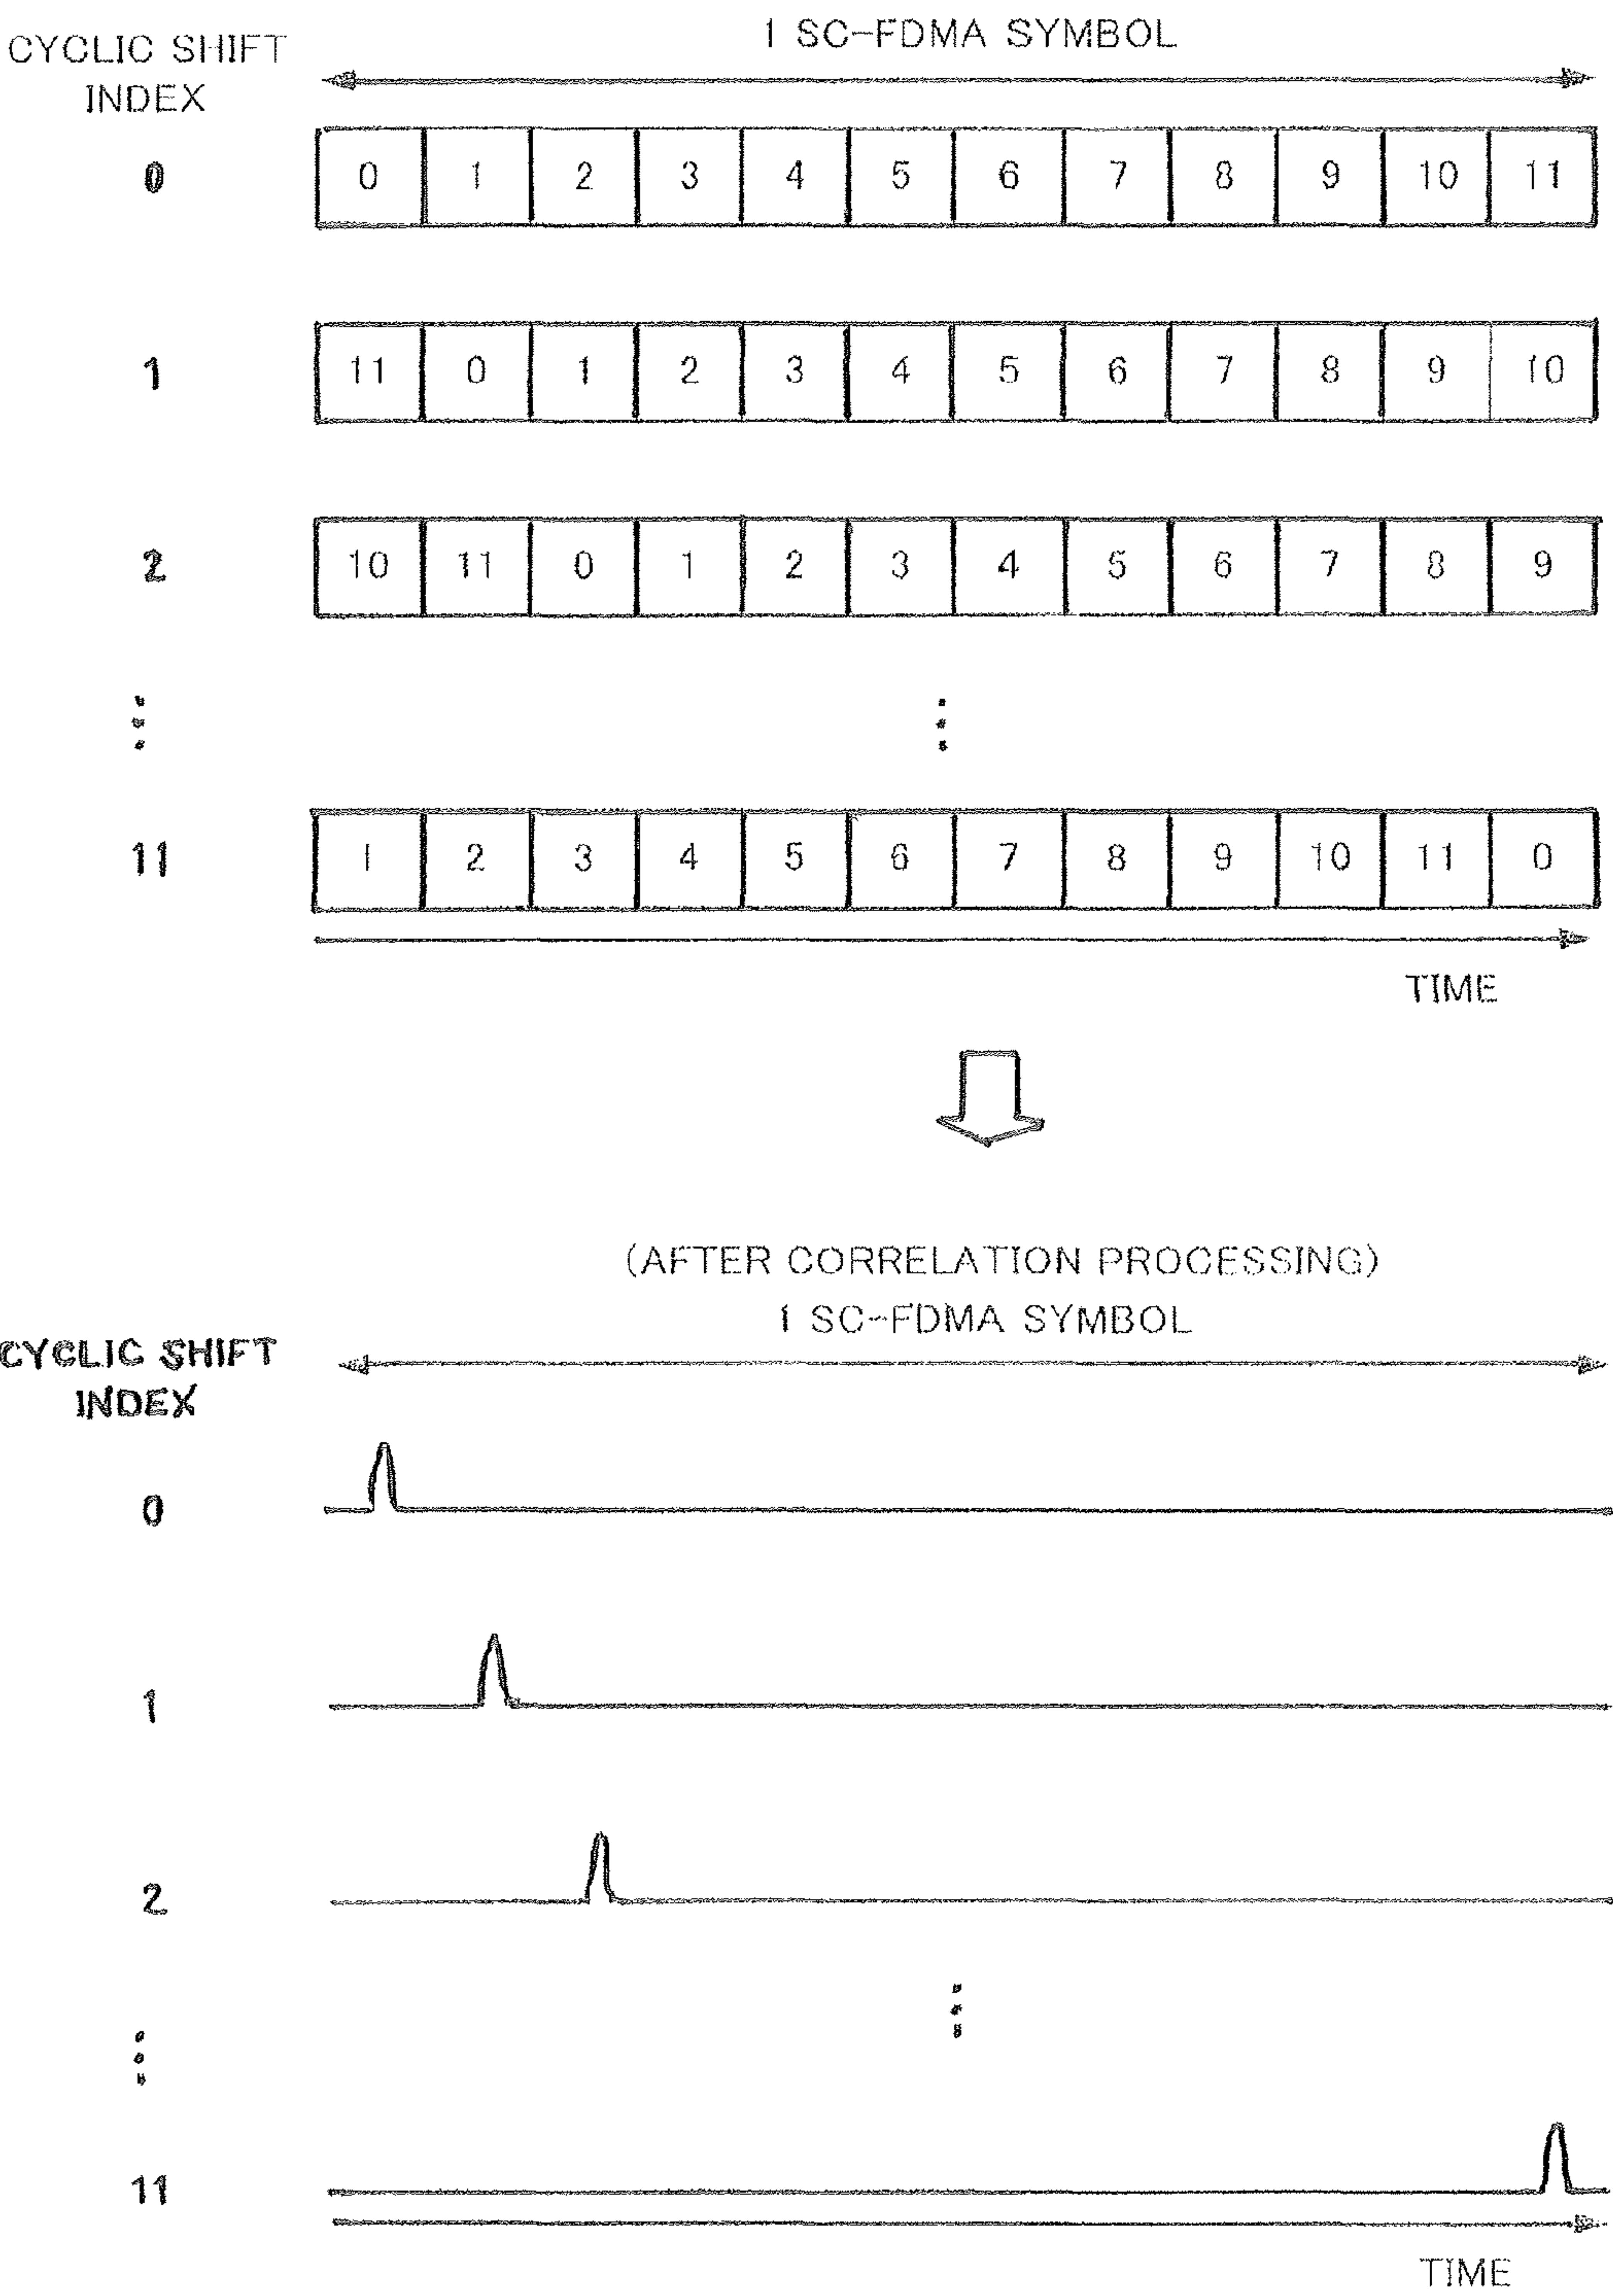 1 SC-FDMA SYMBOL
CYCLIC SHIFT
INDEX
0 0 1 2 3 4 5 6 7 8 9 10 11
1 11 0 1 2 3 4 5 6 7 8 9 10
2 10 11 0 1 2 3 4 5 6 7 8 9
11 1 2 3 4 5 6 7 8 9 10 11 0
TIME
(AFTER CORRELATION PROCESSING)
1 SC-FDMA SYMBOL
CYCLIC SHIFT
INDEX
0
1
2
11
TIME